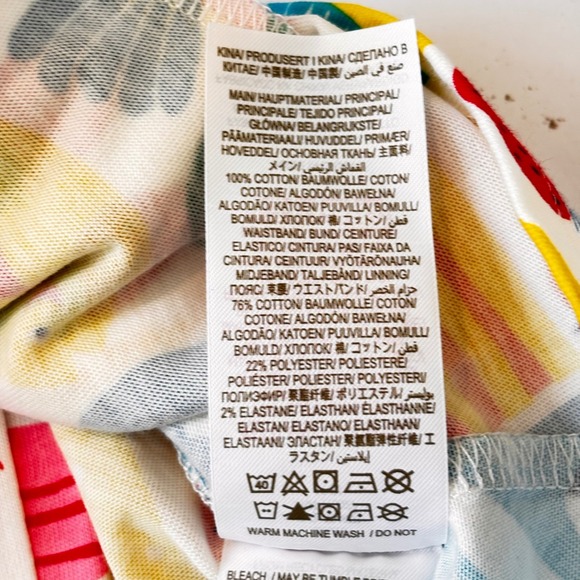 KINA/ PRODUSERT I KINA/ СДЕЛАНО В
КИТАЕ/ 中国制造/ 中国製/ صنع في الصين
MAIN/ HAUPTMATERIAL/ PRINCIPAL/
PRINCIPALE/ TEJIDO PRINCIPAL/
GŁÓWNA/ BELANGRIJKSTE/
PÄÄMATERIAALI/ HUVUDDEL/ PRIMÆR/
HOVEDDEL/ ОСНОВНАЯ ТКАНЬ/ 主面料/
メイン/ القماش الرئيسي
100% COTTON/ BAUMWOLLE/ COTON/
COTONE/ ALGODÓN/ BAWEŁNA/
ALGODÃO/ KATOEN/ PUUVILLA/ BOMULL/
BOMULD/ ХЛОПОК/ 棉/ コットン/ قطن
WAISTBAND/ BUND/ CEINTURE/
ELASTICO/ CINTURA/ PAS/ FAIXA DA
CINTURA/ CEINTUUR/ VYÖTÄRÖNAUHA/
MIDJEBAND/ TALJEBÅND/ LINNING/
ПОЯС/ 束腰/ ウエストバンド/ حزام الخصر
76% COTTON/ BAUMWOLLE/ COTON/
COTONE/ ALGODÓN/ BAWEŁNA/
ALGODÃO/ KATOEN/ PUUVILLA/ BOMULL/
BOMULD/ ХЛОПОК/ 棉/ コットン/ قطن
22% POLYESTER/ POLIESTERE/
POLIÉSTER/ POLIESTER/ POLYESTERI/
ПОЛИЭФИР/ 聚脂纤维/ ポリエステル/ بوليستر
2% ELASTANE/ ELASTHAN/ ÉLASTHANNE/
ELASTAN/ ELASTANO/ ELASTHAAN/
ELASTAANI/ ЭЛАСТАН/ 聚氨脂弹性纤维/ エ
ラスタン/ إيلاستين
40
WARM MACHINE WASH / DO NOT
BLEACH / MAY BE TUMBLE